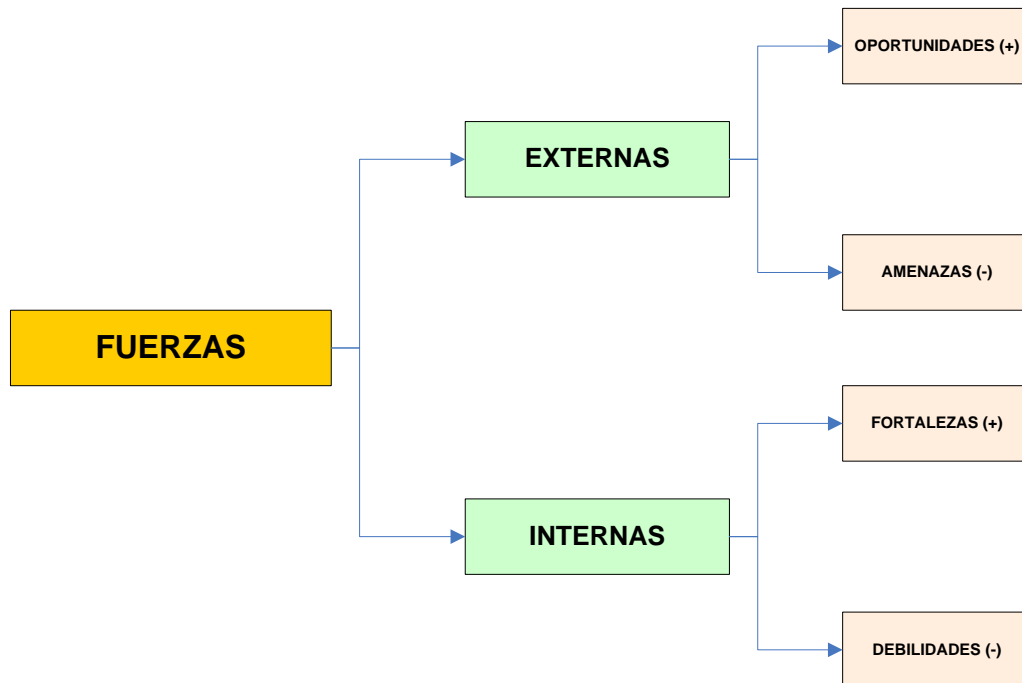 OPORTUNIDADES (+)
EXTERNAS
AMENAZAS (-)
FUERZAS
FORTALEZAS (+)
INTERNAS
DEBILIDADES (-)